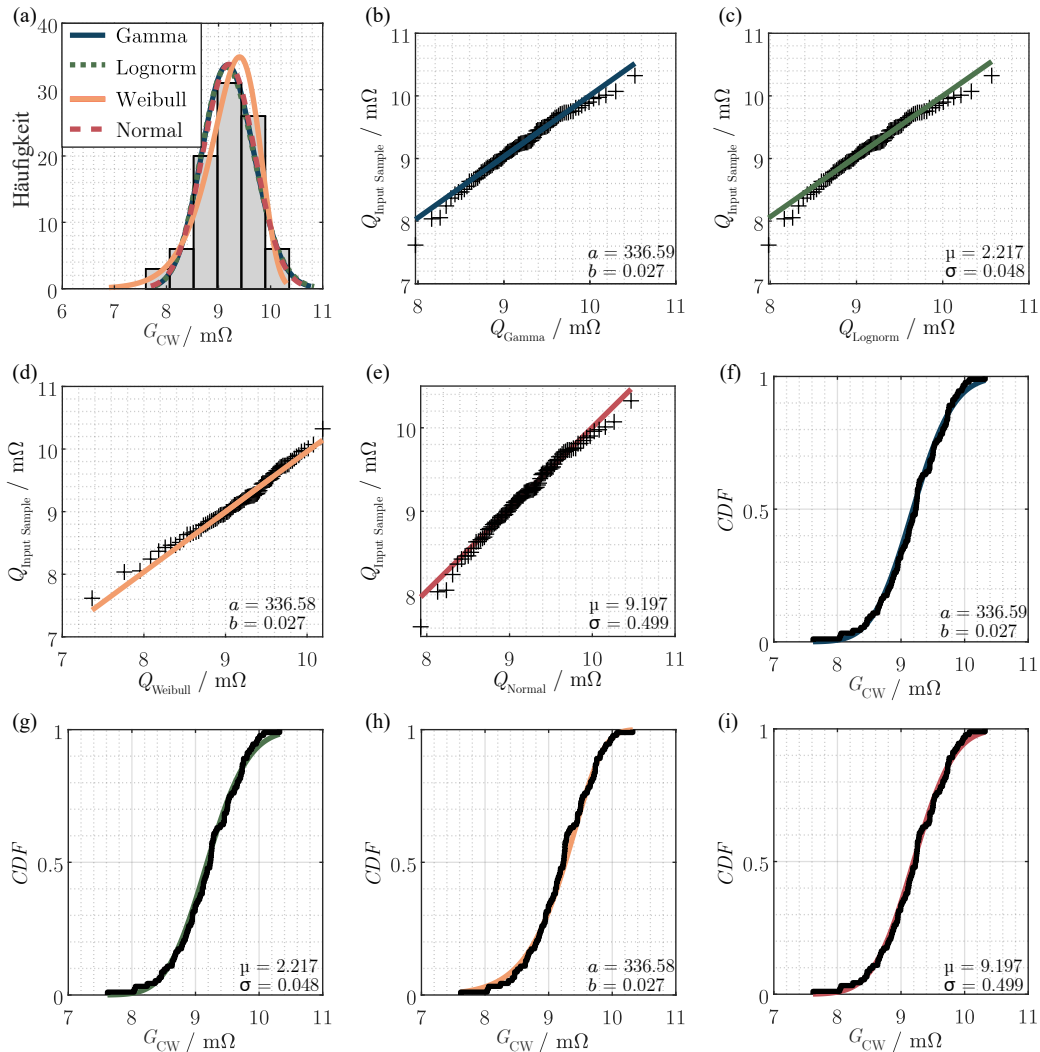 (a)
40
30
20
10
0
Häufigkeit
Gamma
Lognorm
Weibull
Normal
6 7 8 9 10 11
G_CW / mΩ
(b)
11
10
9
8
7
Q_Input Sample / mΩ
a = 336.59
b = 0.027
8 9 10 11
Q_Gamma / mΩ
(c)
11
10
9
8
7
Q_Input Sample / mΩ
µ = 2.217
σ = 0.048
8 9 10 11
Q_Lognorm / mΩ
(d)
11
10
9
8
7
Q_Input Sample / mΩ
a = 336.58
b = 0.027
7 8 9 10
Q_Weibull / mΩ
(e)
10
9
8
Q_Input Sample / mΩ
µ = 9.197
σ = 0.499
8 9 10 11
Q_Normal / mΩ
(f)
1
0.5
0
CDF
a = 336.59
b = 0.027
7 8 9 10 11
G_CW / mΩ
(g)
1
0.5
0
CDF
µ = 2.217
σ = 0.048
7 8 9 10 11
G_CW / mΩ
(h)
1
0.5
0
CDF
a = 336.58
b = 0.027
7 8 9 10 11
G_CW / mΩ
(i)
1
0.5
0
CDF
µ = 9.197
σ = 0.499
7 8 9 10 11
G_CW / mΩ